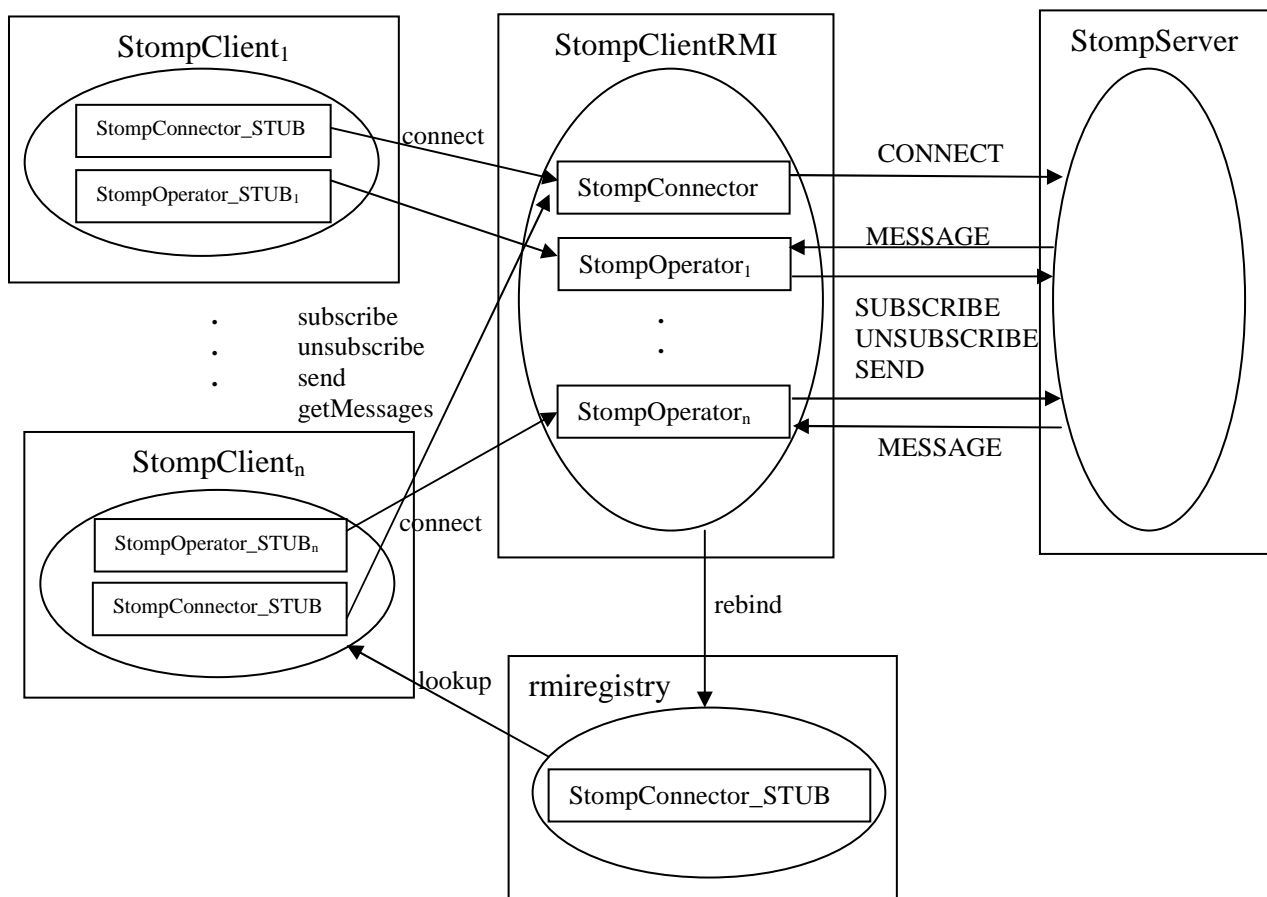 StompClient1
StompConnector_STUB
StompOperator_STUB1
connect
StompClientRMI
StompConnector
StompOperator1
.
.
StompOperatorn
StompServer
CONNECT
MESSAGE
SUBSCRIBE
UNSUBSCRIBE
SEND
MESSAGE
. subscribe
. unsubscribe
. send
getMessages
StompClientn
StompOperator_STUBn
StompConnector_STUB
connect
rebind
lookup
rmiregistry
StompConnector_STUB